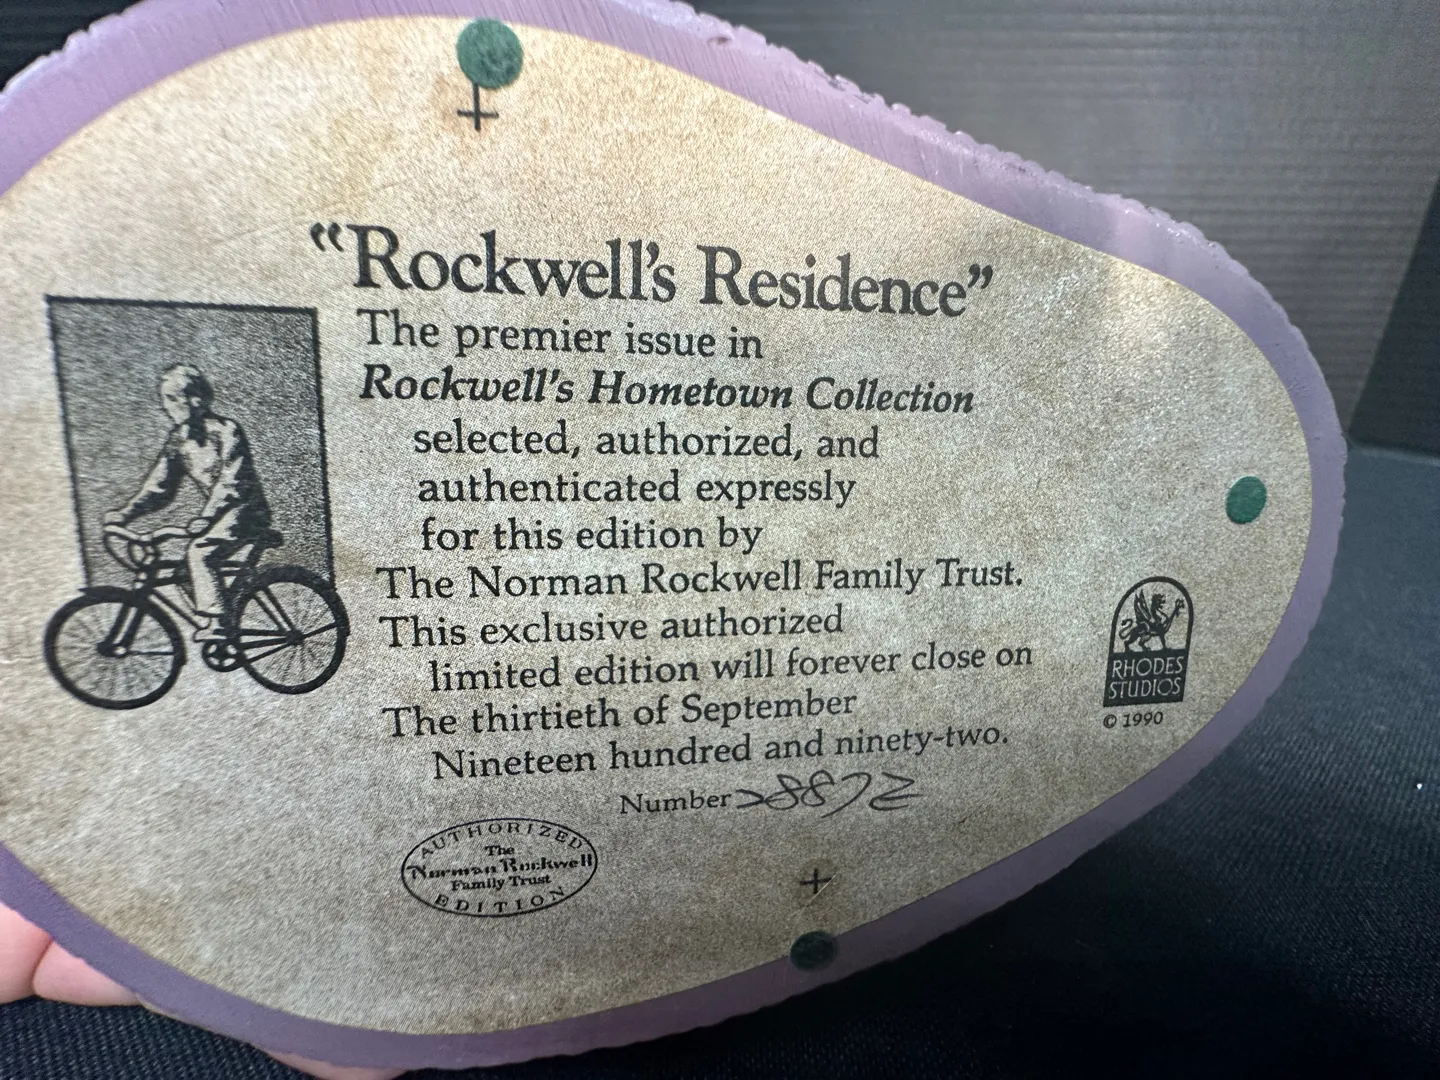 “Rockwell's Residence”
The premier issue in
Rockwell's Hometown Collection
selected, authorized, and
authenticated expressly
for this edition by
The Norman Rockwell Family Trust.
This exclusive authorized
limited edition will forever close on
The thirtieth of September
Nineteen hundred and ninety-two.
Number 28872
RHODES
STUDIOS
© 1990
AUTHORIZED
The
Norman Rockwell
Family Trust
EDITION